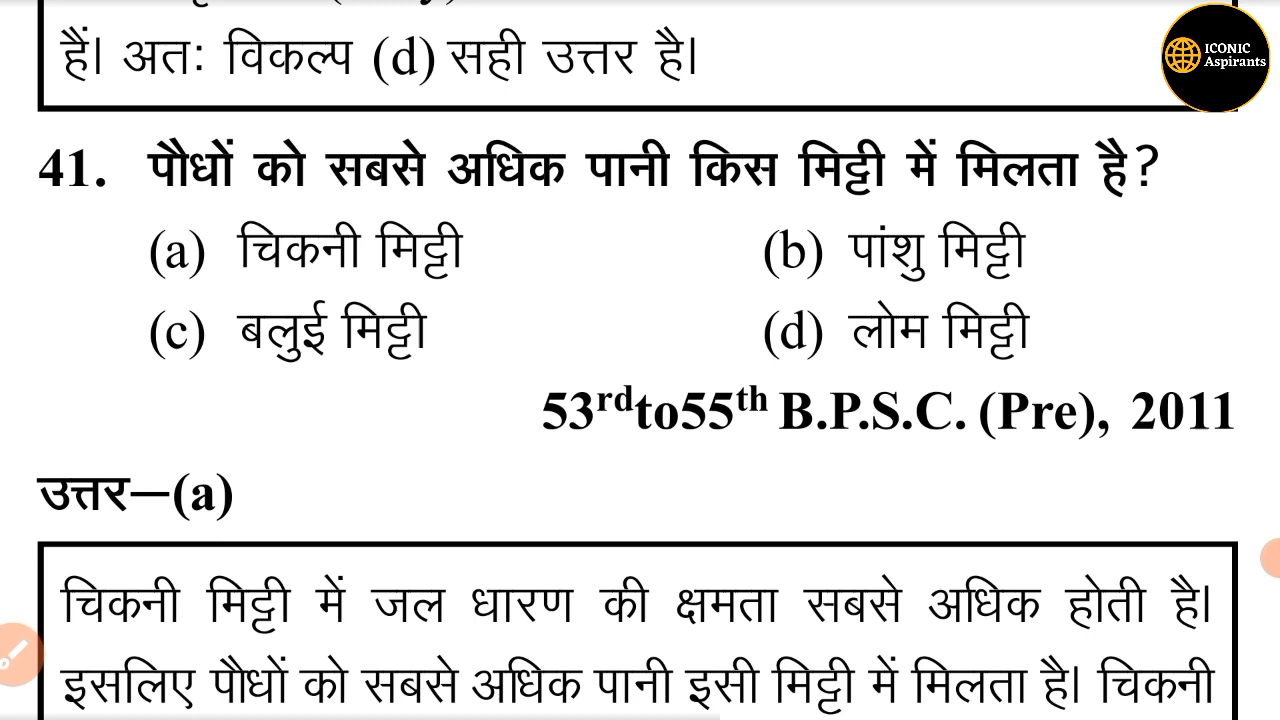 हैं। अतः विकल्प (d) सही उत्तर है।
ICONIC
Aspirants
41. पौधों को सबसे अधिक पानी किस मिट्टी में मिलता है?
(a) चिकनी मिट्टी (b) पांशु मिट्टी
(c) बलुई मिट्टी (d) लोम मिट्टी
53rdto55th B.P.S.C. (Pre), 2011
उत्तर—(a)
चिकनी मिट्टी में जल धारण की क्षमता सबसे अधिक होती है।
इसलिए पौधों को सबसे अधिक पानी इसी मिट्टी में मिलता है। चिकनी